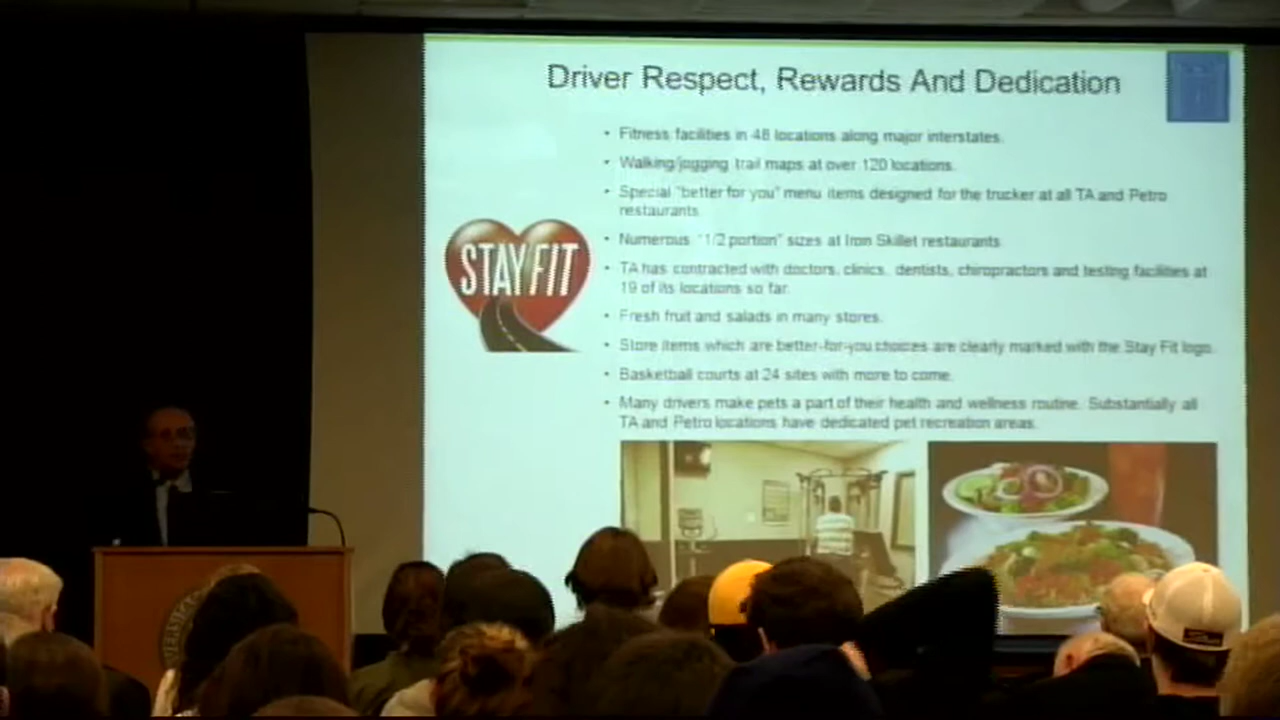 Driver Respect, Rewards And Dedication
• Fitness facilities in 48 locations along major interstates.
• Walking/jogging trail maps at over 120 locations.
• Special "better for you" menu items designed for the trucker at all TA and Petro
restaurants
• Numerous "1/2 portion" sizes at Iron Skillet restaurants
STAY FIT
• TA has contracted with doctors, clinics, dentists, chiropractors and testing facilities at
19 of its locations so far.
• Fresh fruit and salads in many stores.
• Store items which are better-for-you choices are clearly marked with the Stay Fit logo.
• Basketball courts at 24 sites with more to come.
• Many drivers make pets a part of their health and wellness routine. Substantially all
TA and Petro locations have dedicated pet recreation areas.